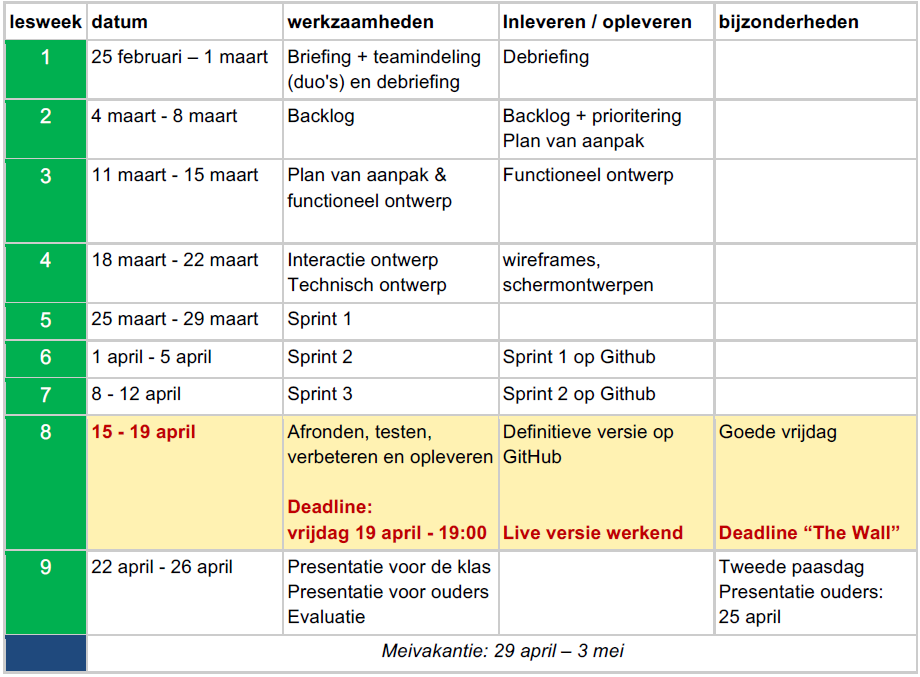 lesweek datum werkzaamheden Inleveren / opleveren bijzonderheden
1 25 februari – 1 maart Briefing + teamindeling Debriefing
(duo's) en debriefing
2 4 maart - 8 maart Backlog Backlog + prioritering
Plan van aanpak
3 11 maart - 15 maart Plan van aanpak & Functioneel ontwerp
functioneel ontwerp
4 18 maart - 22 maart Interactie ontwerp wireframes,
Technisch ontwerp schermontwerpen
5 25 maart - 29 maart Sprint 1
6 1 april - 5 april Sprint 2 Sprint 1 op Github
7 8 - 12 april Sprint 3 Sprint 2 op Github
8 15 - 19 april Afronden, testen, Definitieve versie op Goede vrijdag
verbeteren en opleveren GitHub
Deadline:
vrijdag 19 april - 19:00 Live versie werkend Deadline “The Wall”
9 22 april - 26 april Presentatie voor de klas Tweede paasdag
Presentatie voor ouders Presentatie ouders:
Evaluatie 25 april
Meivakantie: 29 april – 3 mei